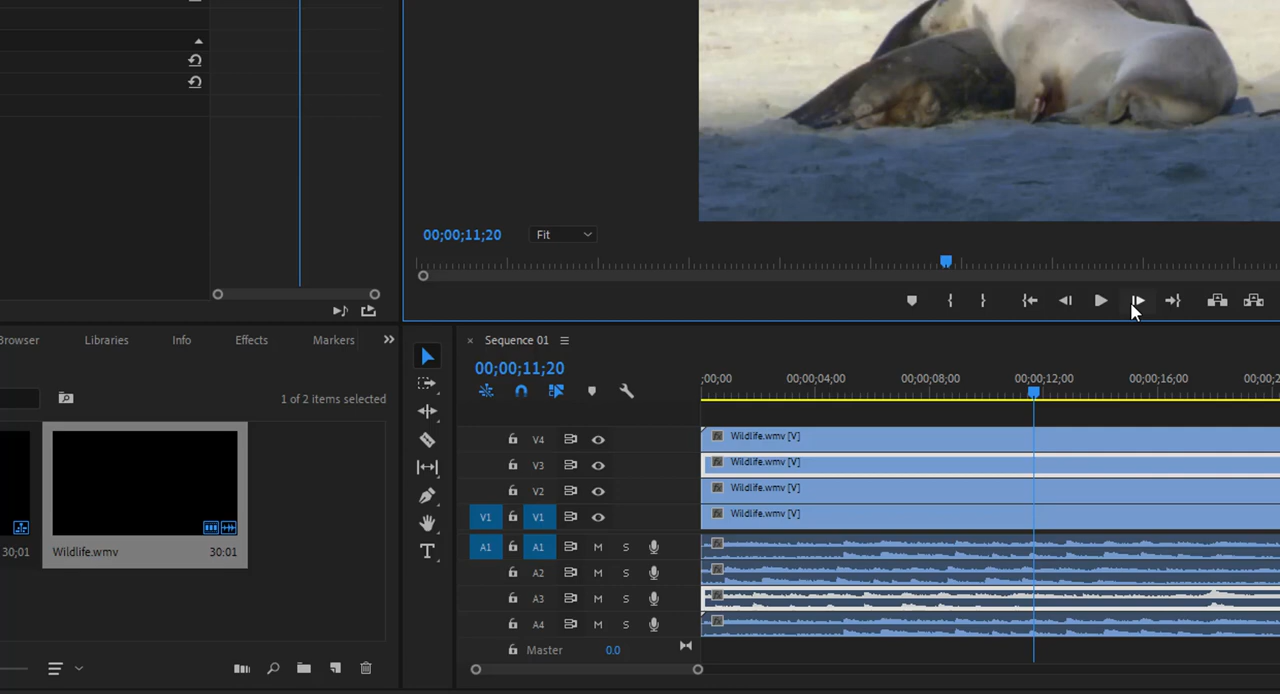 00;00;11;20 Fit
Browser Libraries Info Effects Markers
1 of 2 items selected
30;01
Wildlife.wmv 30:01
Sequence 01
00;00;11;20
;00;00 00;00;04;00 00;00;08;00 00;00;12;00 00;00;16;00 00;00;2
V4 Wildlife.wmv [V]
V3 Wildlife.wmv [V]
V2 Wildlife.wmv [V]
V1 V1 Wildlife.wmv [V]
A1 A1 M S
A2 M S
A3 M S
A4 M S
Master 0.0
T